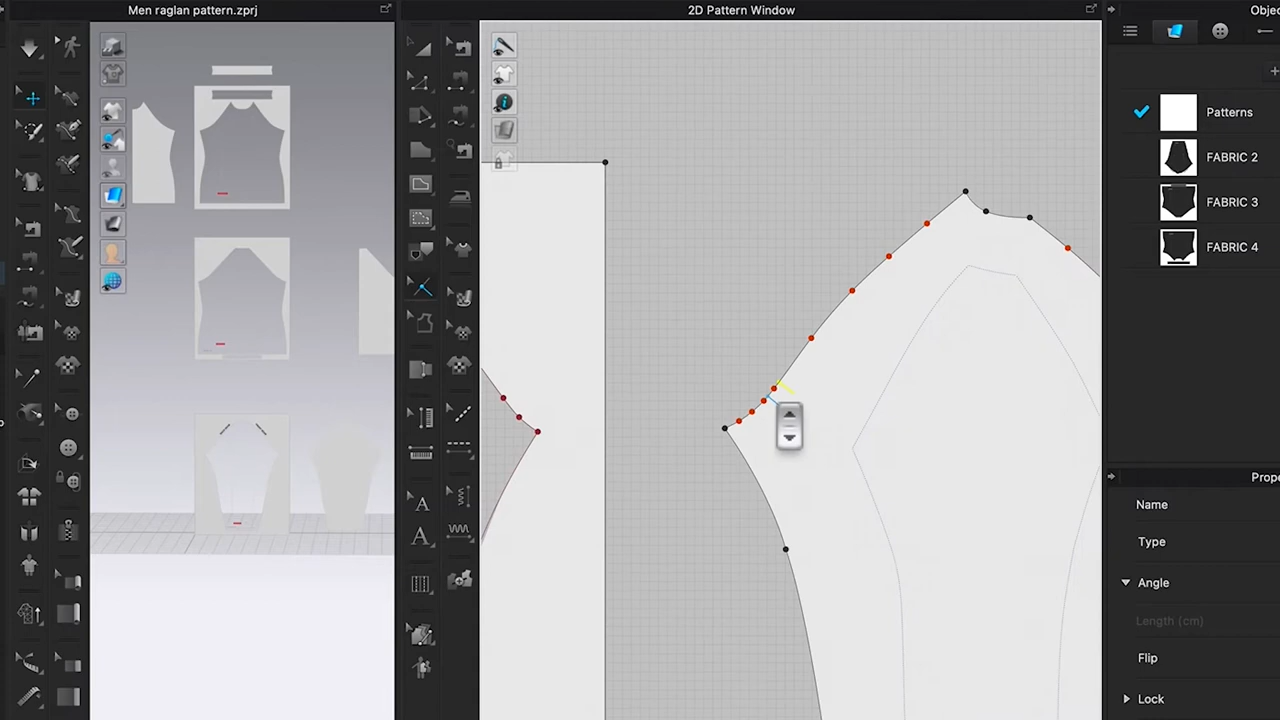 Men raglan pattern.zprj
2D Pattern Window
Objec
Patterns
FABRIC 2
FABRIC 3
FABRIC 4
Prope
Name
Type
Angle
Length (cm)
Flip
Lock
A
A